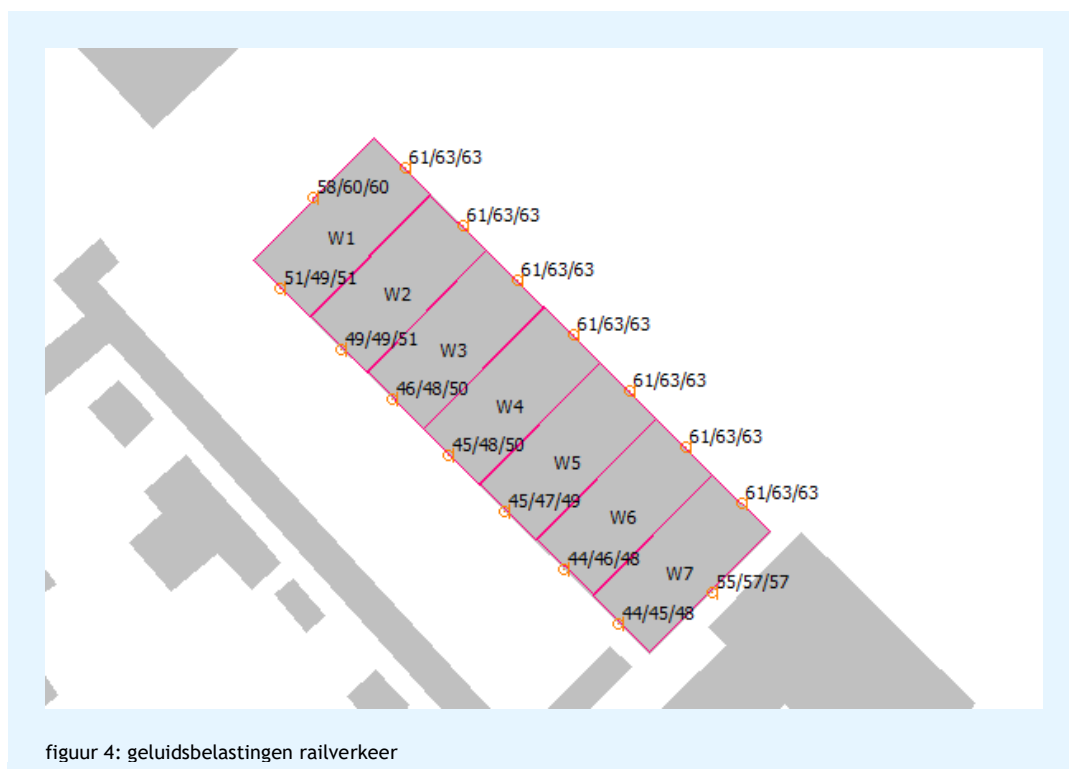 61/63/63
58/60/60
61/63/63
W1
61/63/63
51/49/51
W2
61/63/63
49/49/51
W3
61/63/63
46/48/50
W4
61/63/63
45/48/50
W5
61/63/63
45/47/49
W6
44/46/48
W7
55/57/57
44/45/48
figuur 4: geluidsbelastingen railverkeer